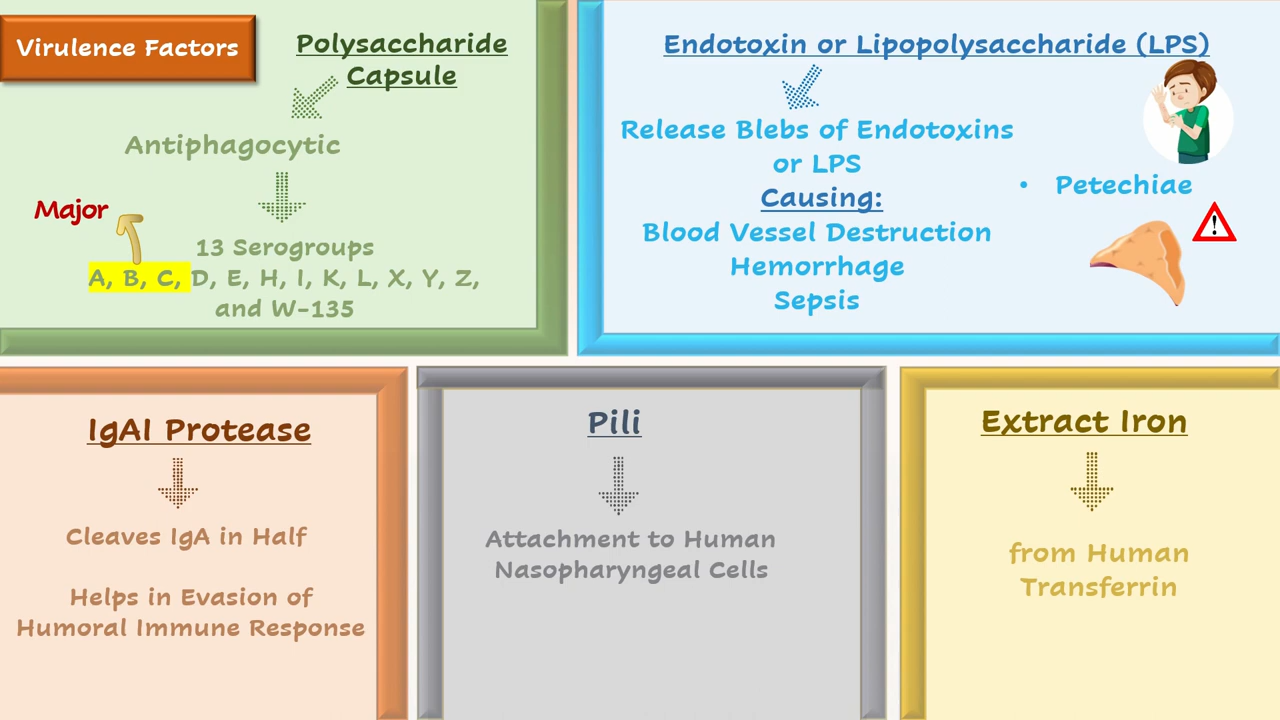 Virulence Factors
Polysaccharide
Capsule
Antiphagocytic
Major
13 Serogroups
A, B, C, D, E, H, I, K, L, X, Y, Z,
and W-135
Endotoxin or Lipopolysaccharide (LPS)
Release Blebs of Endotoxins
or LPS
Causing:
Blood Vessel Destruction
Hemorrhage
Sepsis
• Petechiae
IgAI Protease
Cleaves IgA in Half
Helps in Evasion of
Humoral Immune Response
Pili
Attachment to Human
Nasopharyngeal Cells
Extract Iron
from Human
Transferrin